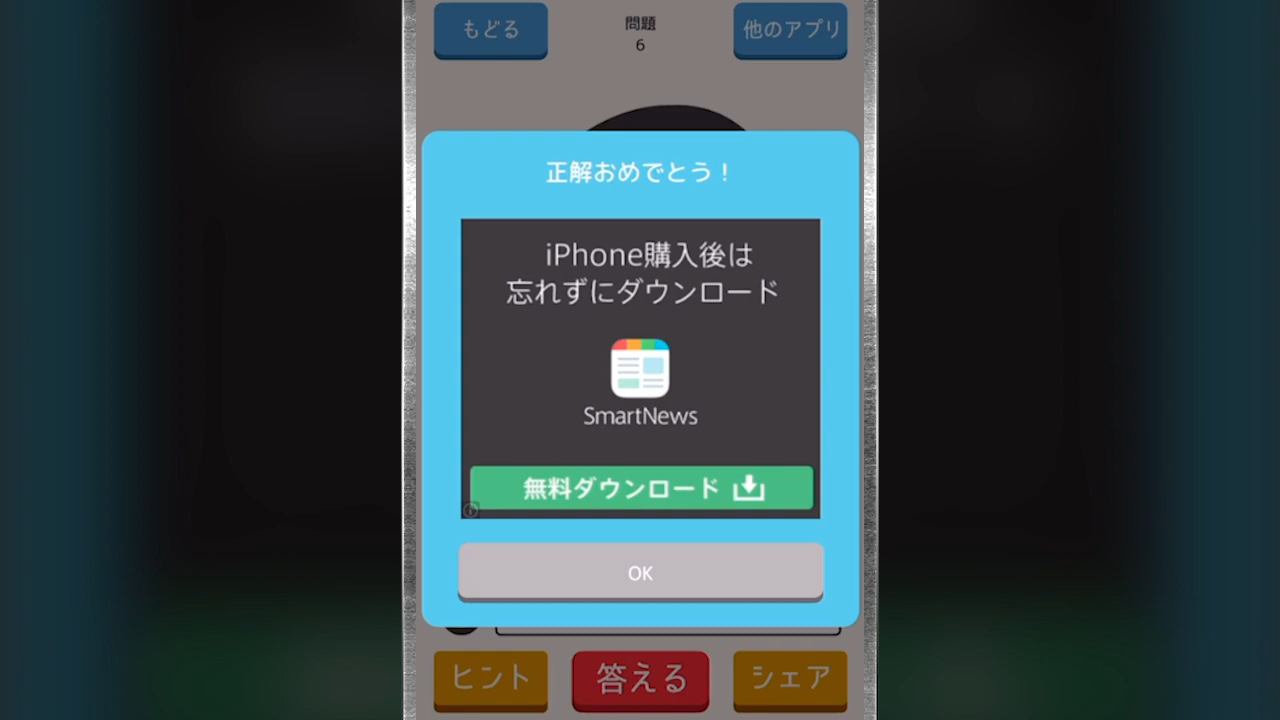 もどる
問題
6
他のアプリ
正解おめでとう！
iPhone購入後は
忘れずにダウンロード
SmartNews
無料ダウンロード
OK
ヒント
答える
シェア